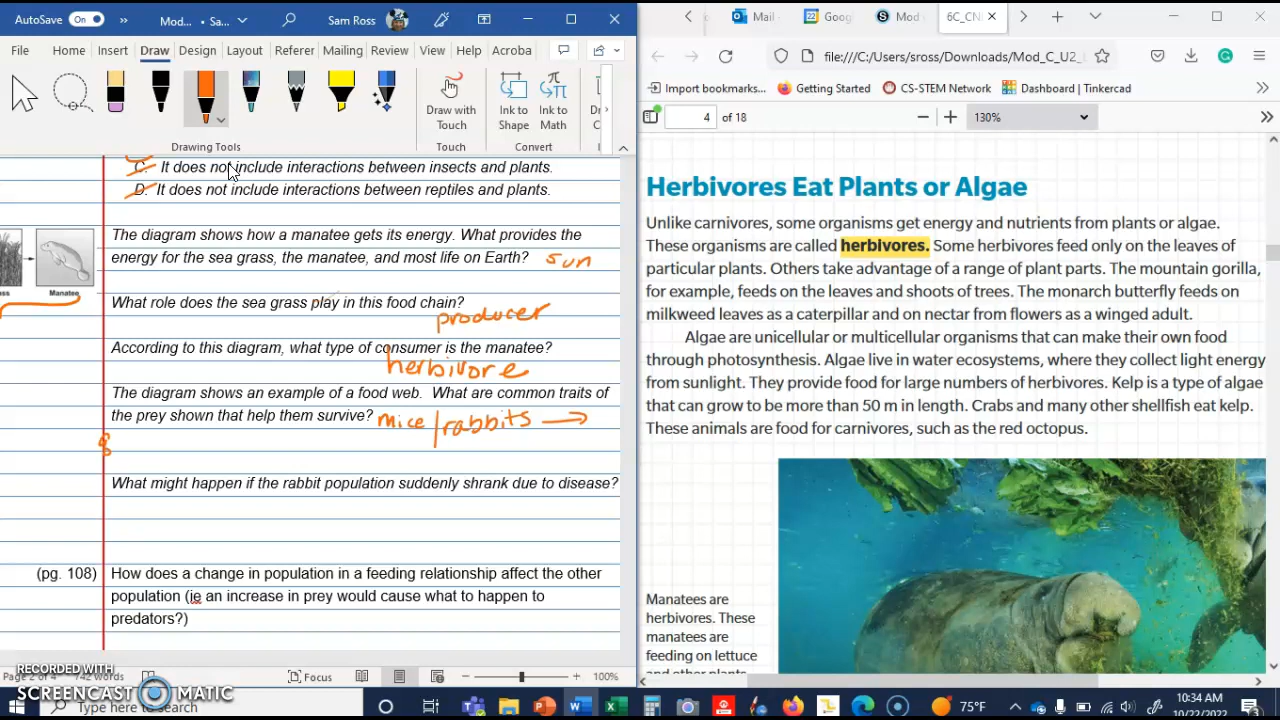 AutoSave On Mod... Sa... Sam Ross
File Home Insert Draw Design Layout Referer Mailing Review View Help Acroba
Draw with Touch
Ink to Shape
Ink to Math
Drawing Tools Touch Convert
C. It does not include interactions between insects and plants.
D. It does not include interactions between reptiles and plants.
The diagram shows how a manatee gets its energy. What provides the
energy for the sea grass, the manatee, and most life on Earth? sun
Manatee
What role does the sea grass play in this food chain?
producer
According to this diagram, what type of consumer is the manatee?
herbivore
The diagram shows an example of a food web. What are common traits of
the prey shown that help them survive? mice/rabbits →
What might happen if the rabbit population suddenly shrank due to disease?
(pg. 108) How does a change in population in a feeding relationship affect the other
population (ie an increase in prey would cause what to happen to
predators?)
Page 2 of 4 742 words Focus 100%
RECORDED WITH
SCREENCAST MATIC
Type here to search
Mail Goog Mod 6C_CN
file:///C:/Users/sross/Downloads/Mod_C_U2_
Import bookmarks... Getting Started CS-STEM Network Dashboard | Tinkercad
4 of 18 130%
Herbivores Eat Plants or Algae
Unlike carnivores, some organisms get energy and nutrients from plants or algae.
These organisms are called herbivores. Some herbivores feed only on the leaves of
particular plants. Others take advantage of a range of plant parts. The mountain gorilla,
for example, feeds on the leaves and shoots of trees. The monarch butterfly feeds on
milkweed leaves as a caterpillar and on nectar from flowers as a winged adult.
Algae are unicellular or multicellular organisms that can make their own food
through photosynthesis. Algae live in water ecosystems, where they collect light energy
from sunlight. They provide food for large numbers of herbivores. Kelp is a type of algae
that can grow to be more than 50 m in length. Crabs and many other shellfish eat kelp.
These animals are food for carnivores, such as the red octopus.
Manatees are
herbivores. These
manatees are
feeding on lettuce
and other plants
75°F 10:34 AM
10/22/2022